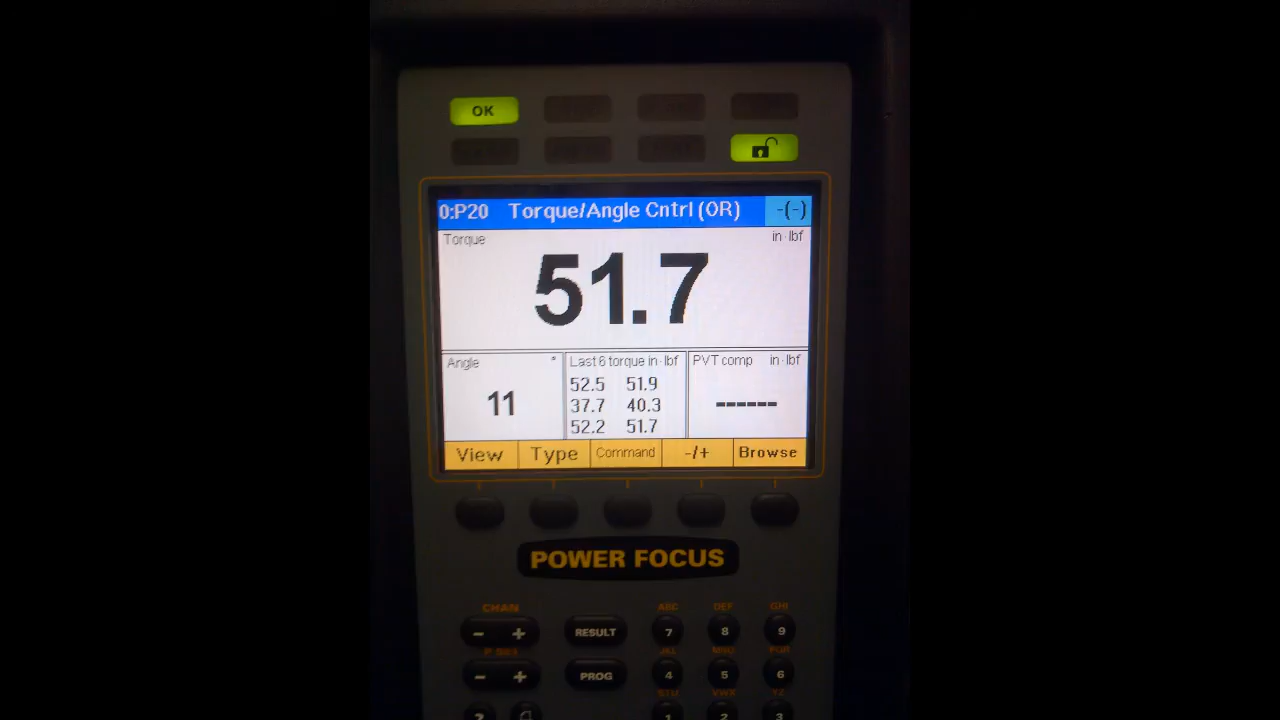 OK
0:P20 Torque/Angle Cntrl (OR) -(-)
Torque in·lbf
51.7
Angle °
11
Last 6 torque in·lbf
52.5 51.9
37.7 40.3
52.2 51.7
PVT comp in·lbf
------
View Type Command -/+ Browse
POWER FOCUS
CHAN ABC DEF GHI
- + RESULT 7 8 9
JKL PQR
- + PROG 4 5 6
STU VWX YZ
? 1 2 3